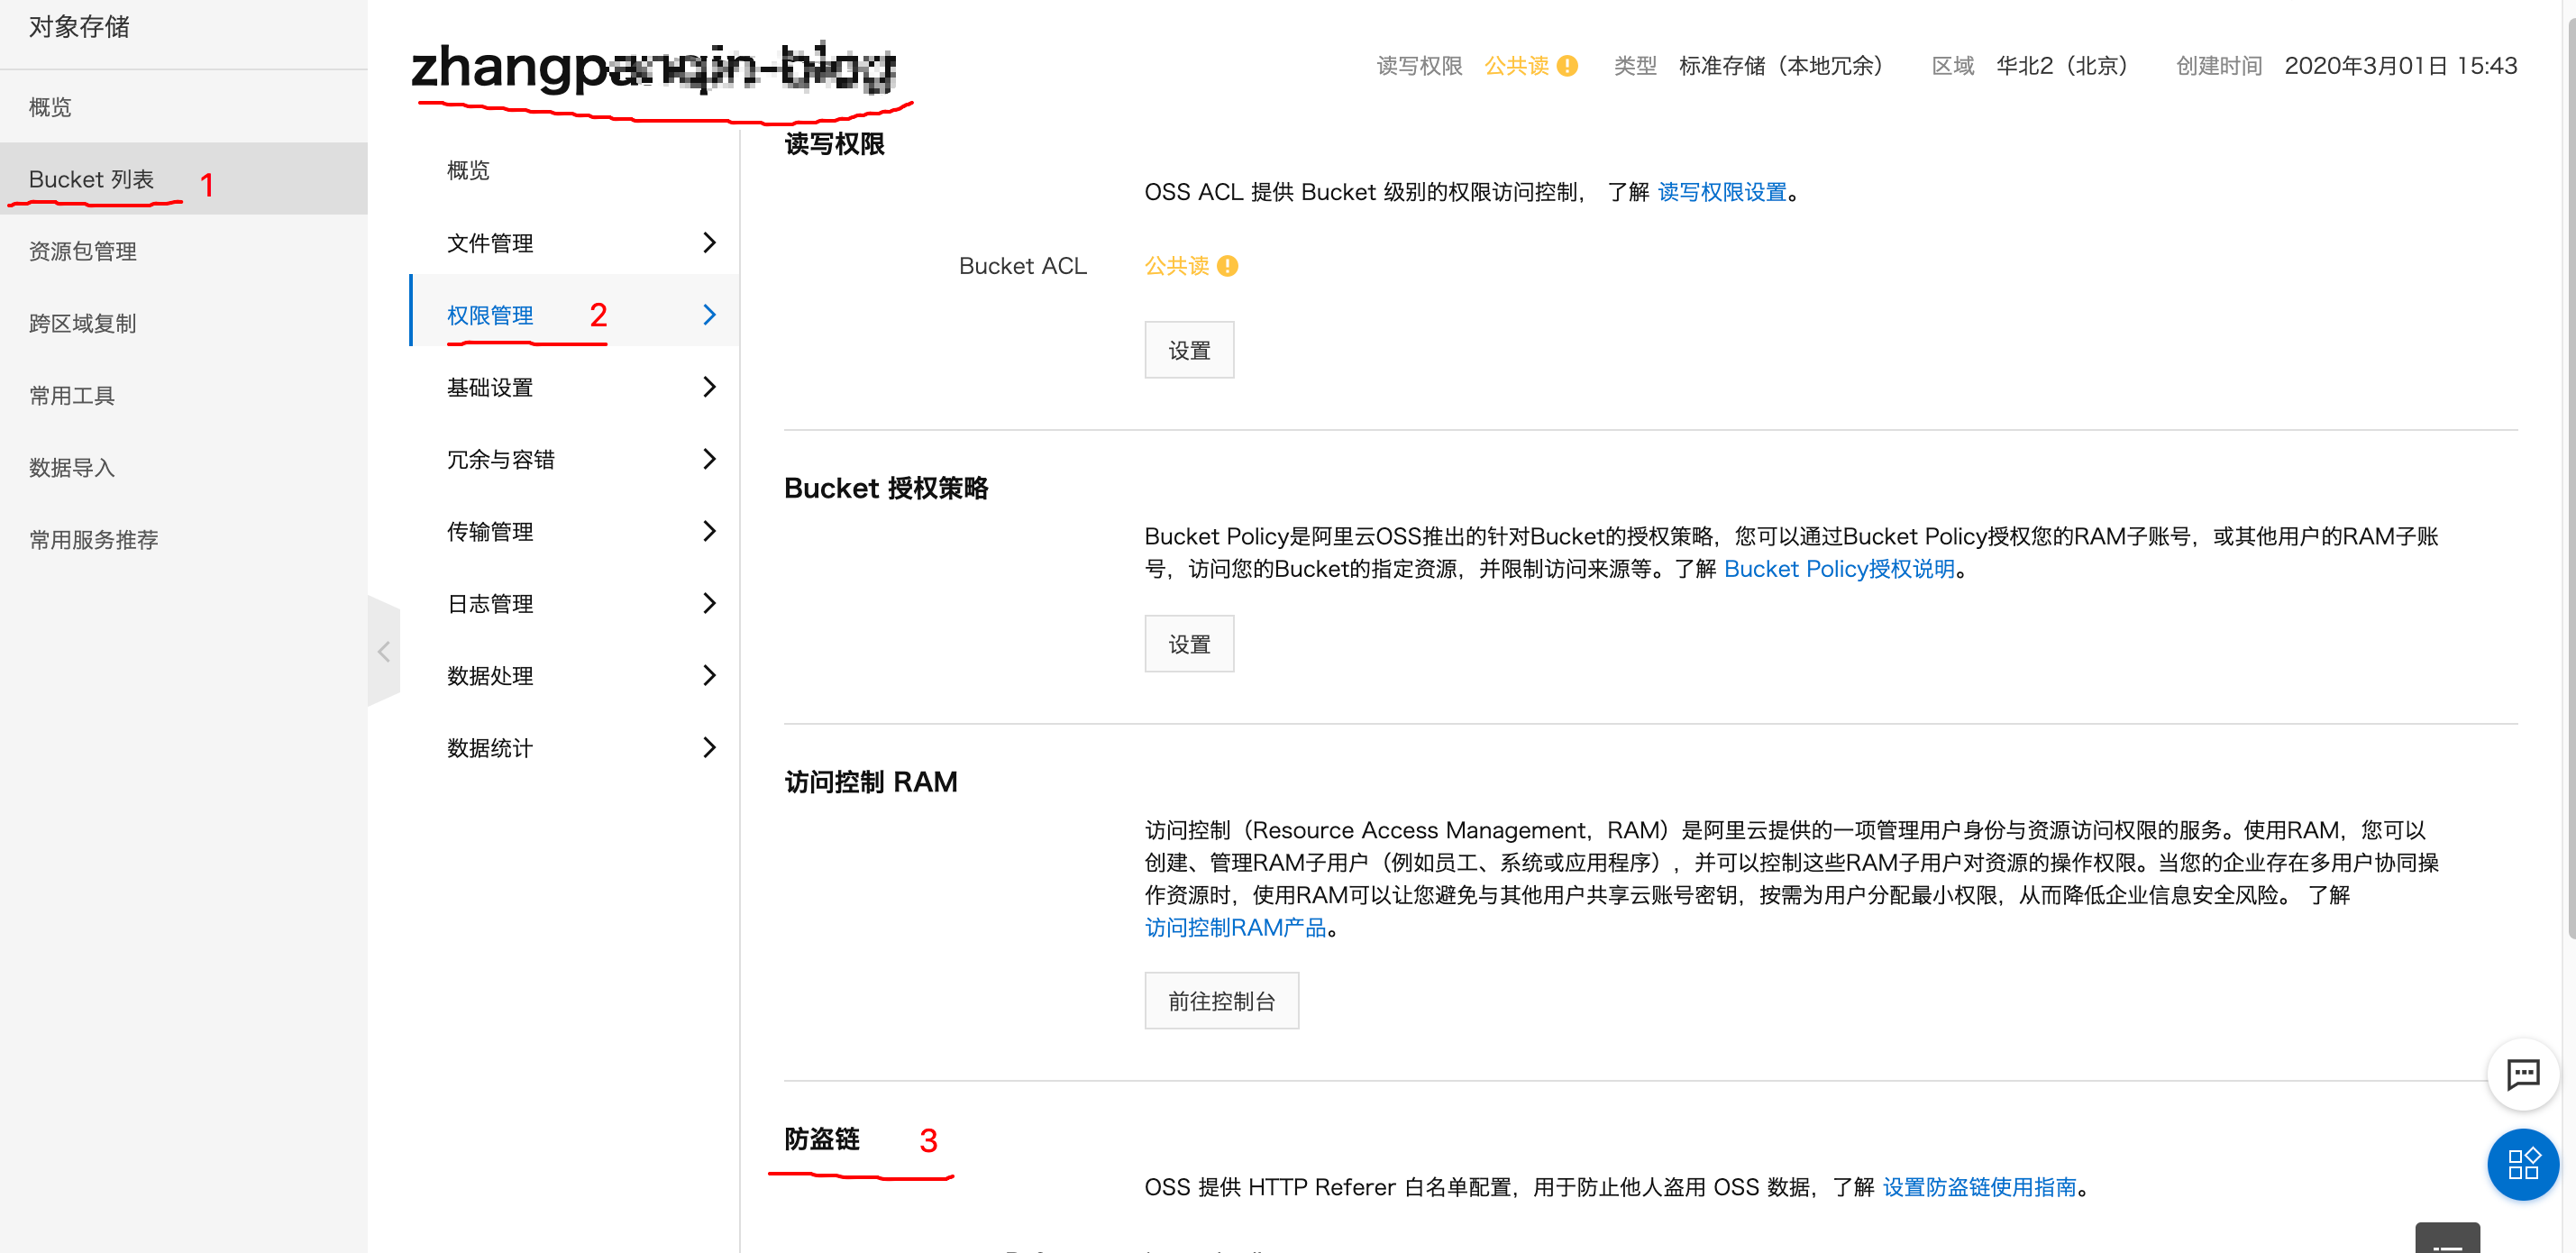 对象存储
概览
Bucket 列表 1
资源包管理
跨区域复制
常用工具
数据导入
常用服务推荐
读写权限 公共读 类型 标准存储（本地冗余） 区域 华北2（北京） 创建时间 2020年3月01日 15:43
概览
文件管理
权限管理 2
基础设置
冗余与容错
传输管理
日志管理
数据处理
数据统计
读写权限
OSS ACL 提供 Bucket 级别的权限访问控制， 了解 读写权限设置。
Bucket ACL 公共读
设置
Bucket 授权策略
Bucket Policy是阿里云OSS推出的针对Bucket的授权策略，您可以通过Bucket Policy授权您的RAM子账号，或其他用户的RAM子账
号，访问您的Bucket的指定资源，并限制访问来源等。了解 Bucket Policy授权说明。
设置
访问控制 RAM
访问控制（Resource Access Management，RAM）是阿里云提供的一项管理用户身份与资源访问权限的服务。使用RAM，您可以
创建、管理RAM子用户（例如员工、系统或应用程序），并可以控制这些RAM子用户对资源的操作权限。当您的企业存在多用户协同操
作资源时，使用RAM可以让您避免与其他用户共享云账号密钥，按需为用户分配最小权限，从而降低企业信息安全风险。 了解
访问控制RAM产品。
前往控制台
防盗链 3
OSS 提供 HTTP Referer 白名单配置，用于防止他人盗用 OSS 数据，了解 设置防盗链使用指南。